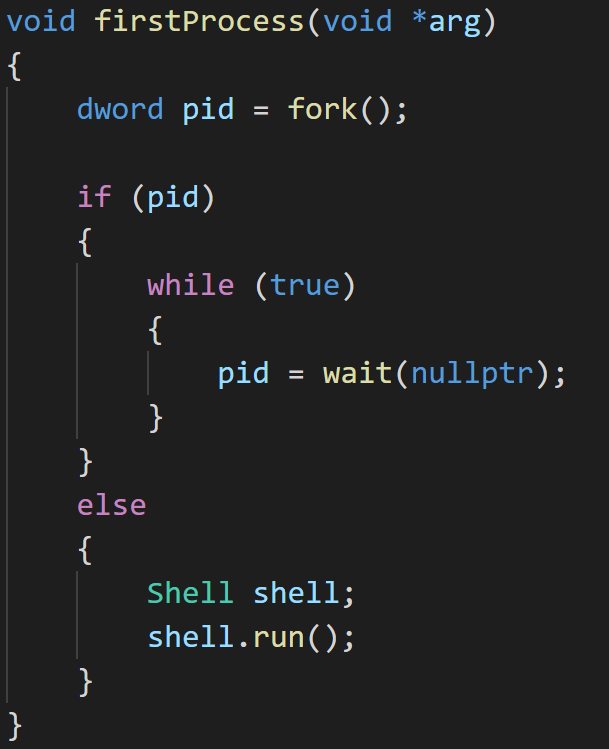 void firstProcess(void *arg)
{
    dword pid = fork();

    if (pid)
    {
        while (true)
        {
            pid = wait(nullptr);
        }
    }
    else
    {
        Shell shell;
        shell.run();
    }
}